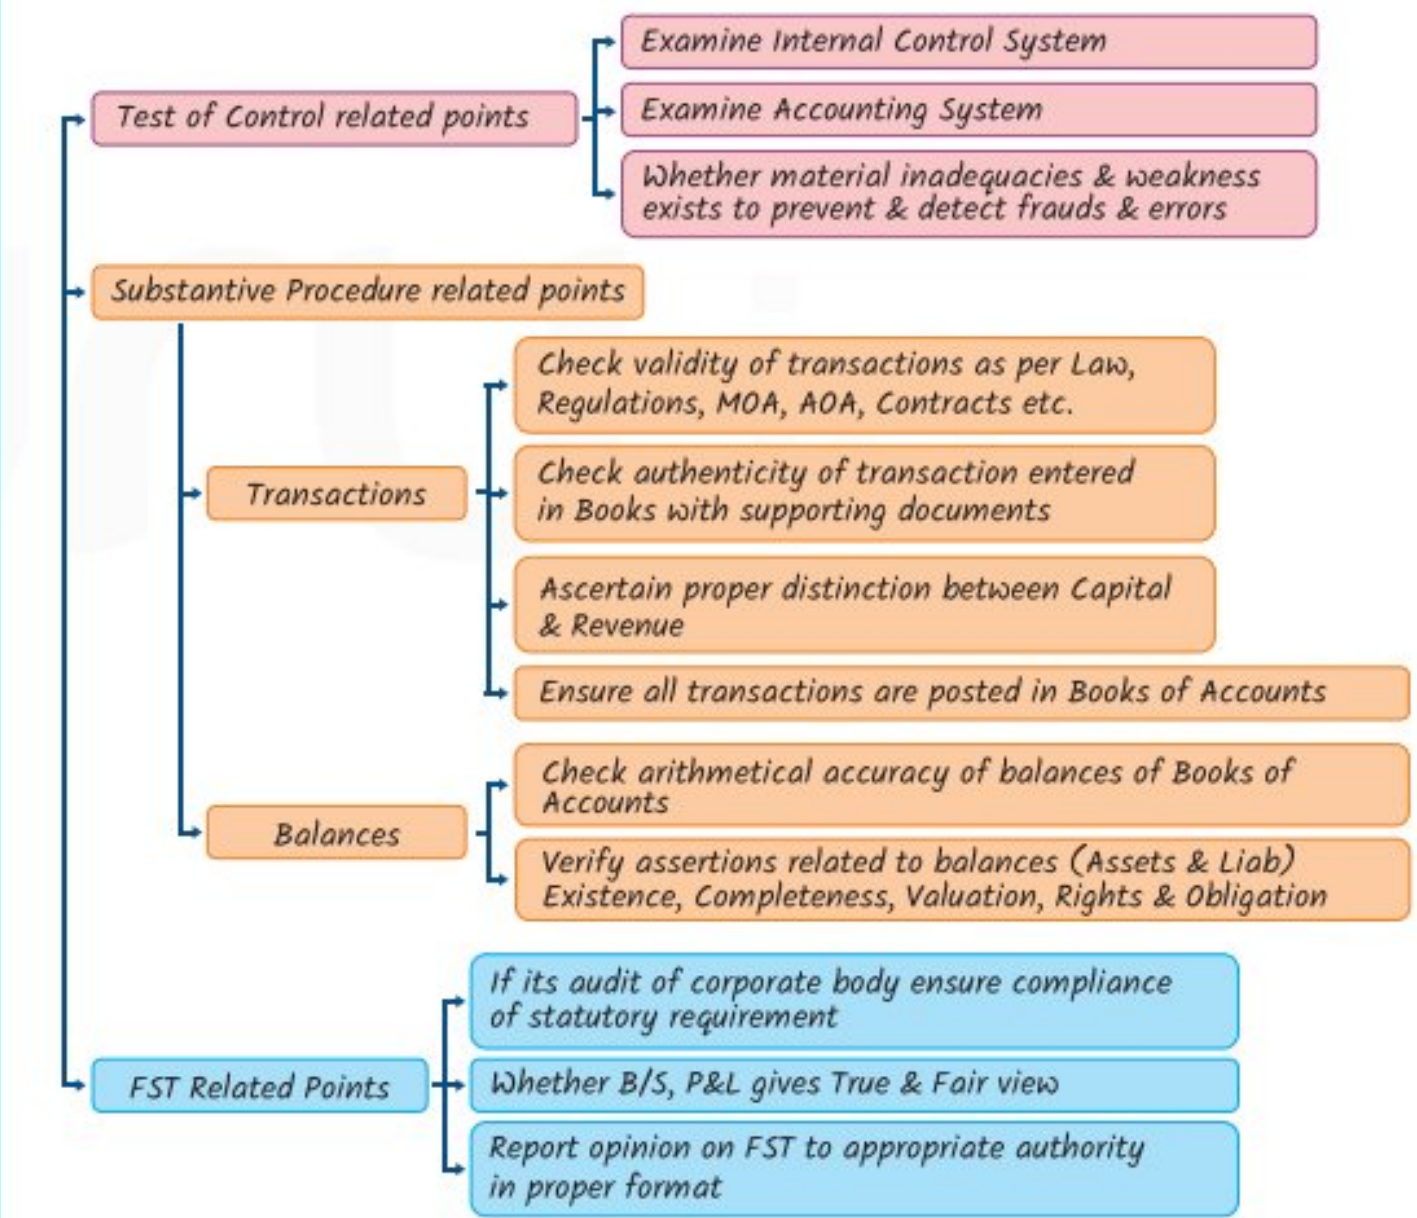 Test of Control related points
Examine Internal Control System
Examine Accounting System
Whether material inadequacies & weakness
exists to prevent & detect frauds & errors
Substantive Procedure related points
Transactions
Check validity of transactions as per Law,
Regulations, MOA, AOA, Contracts etc.
Check authenticity of transaction entered
in Books with supporting documents
Ascertain proper distinction between Capital
& Revenue
Ensure all transactions are posted in Books of Accounts
Balances
Check arithmetical accuracy of balances of Books of
Accounts
Verify assertions related to balances (Assets & Liab)
Existence, Completeness, Valuation, Rights & Obligation
FST Related Points
If its audit of corporate body ensure compliance
of statutory requirement
Whether B/S, P&L gives True & Fair view
Report opinion on FST to appropriate authority
in proper format